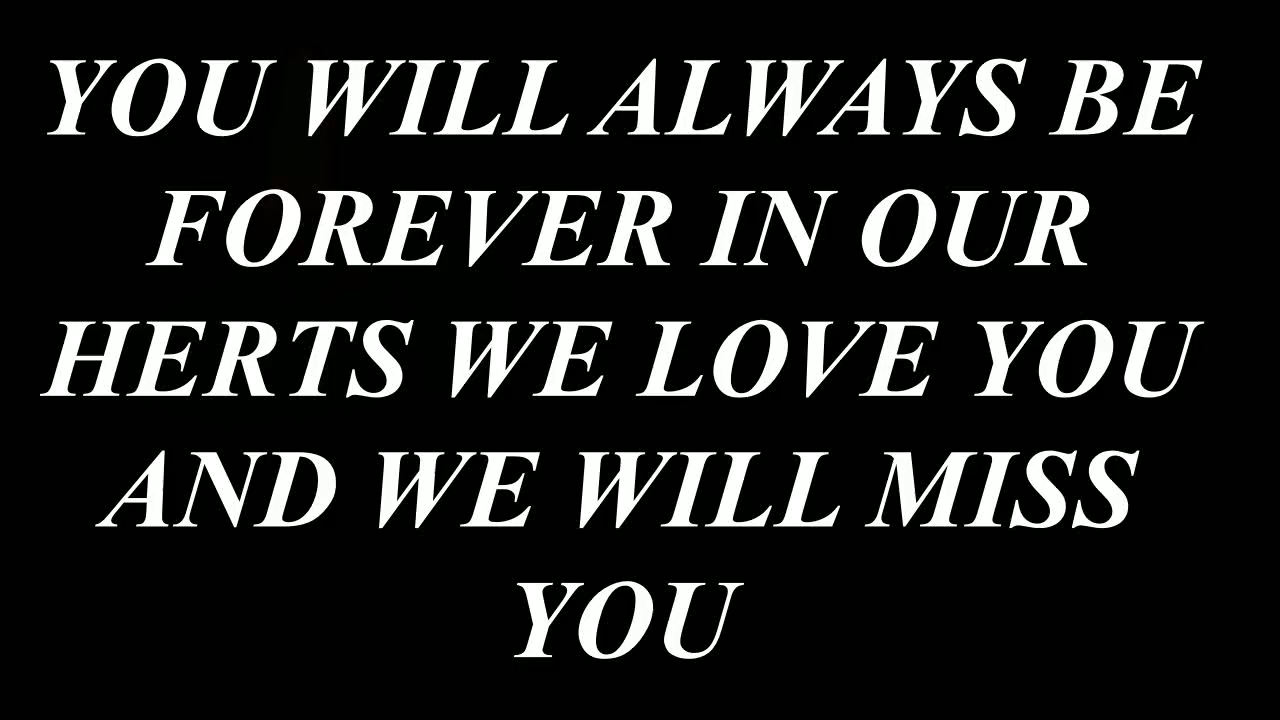 YOU WILL ALWAYS BE
FOREVER IN OUR
HERTS WE LOVE YOU
AND WE WILL MISS
YOU